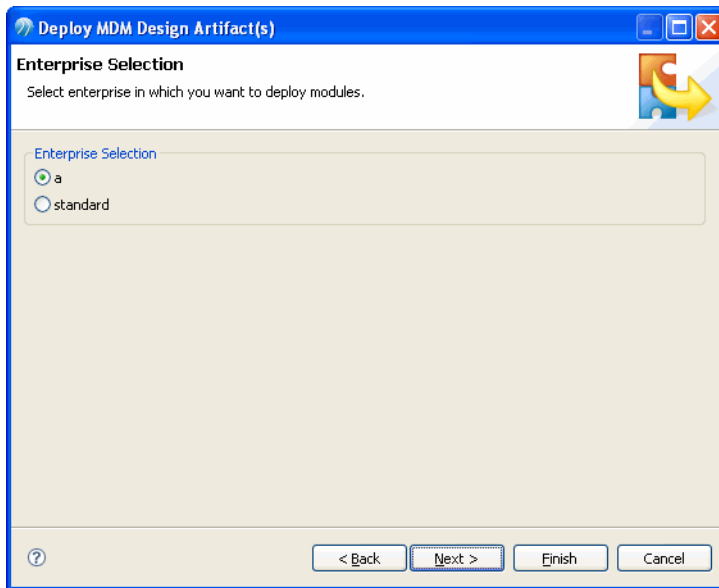 Deploy MDM Design Artifact(s)
Enterprise Selection
Select enterprise in which you want to deploy modules.
Enterprise Selection
a
standard
?
< Back
Next >
Finish
Cancel